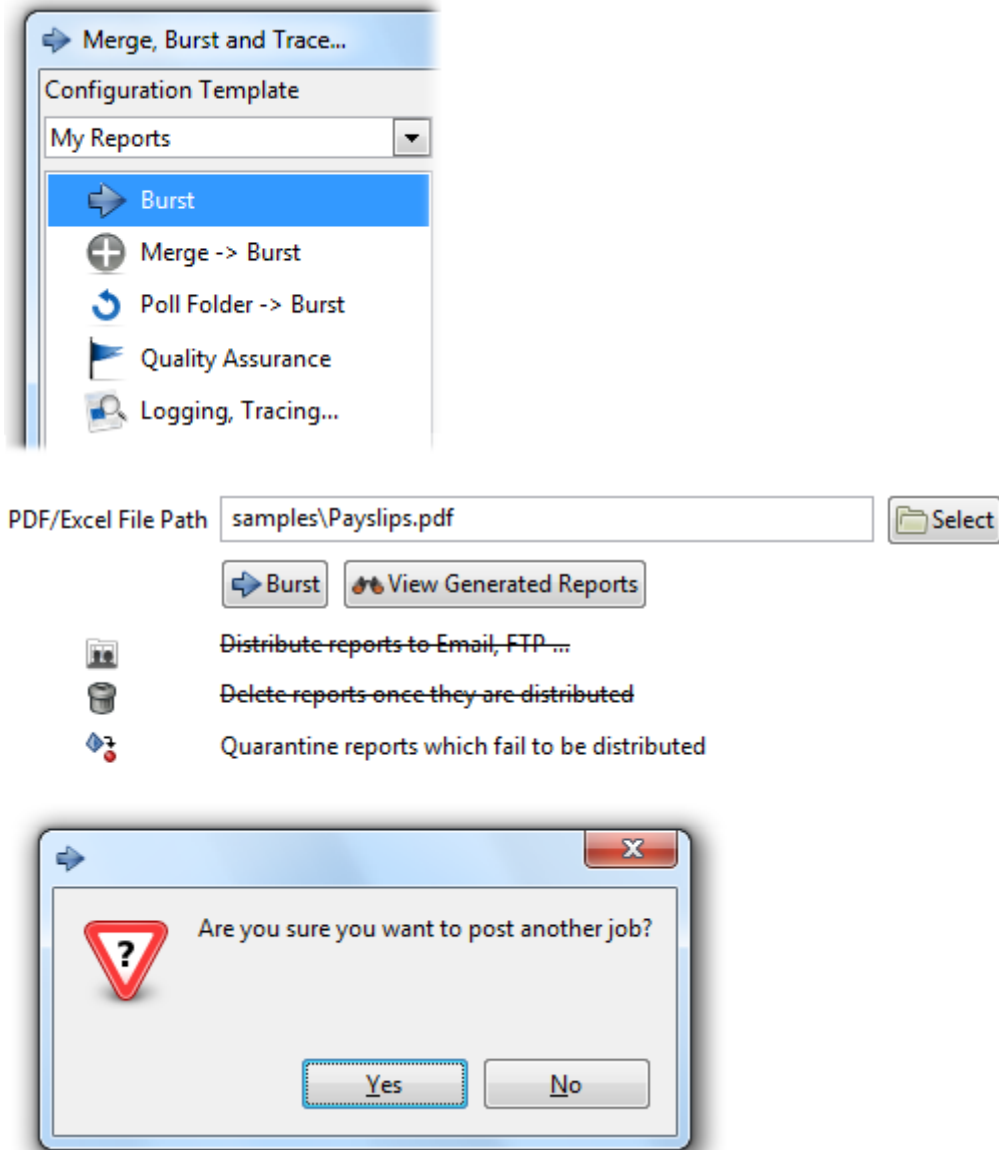 Merge, Burst and Trace...
Configuration Template
My Reports
Burst
Merge -> Burst
Poll Folder -> Burst
Quality Assurance
Logging, Tracing...
PDF/Excel File Path samples\Payslips.pdf Select
Burst View Generated Reports
Distribute reports to Email, FTP ...
Delete reports once they are distributed
Quarantine reports which fail to be distributed
Are you sure you want to post another job?
?
Yes No